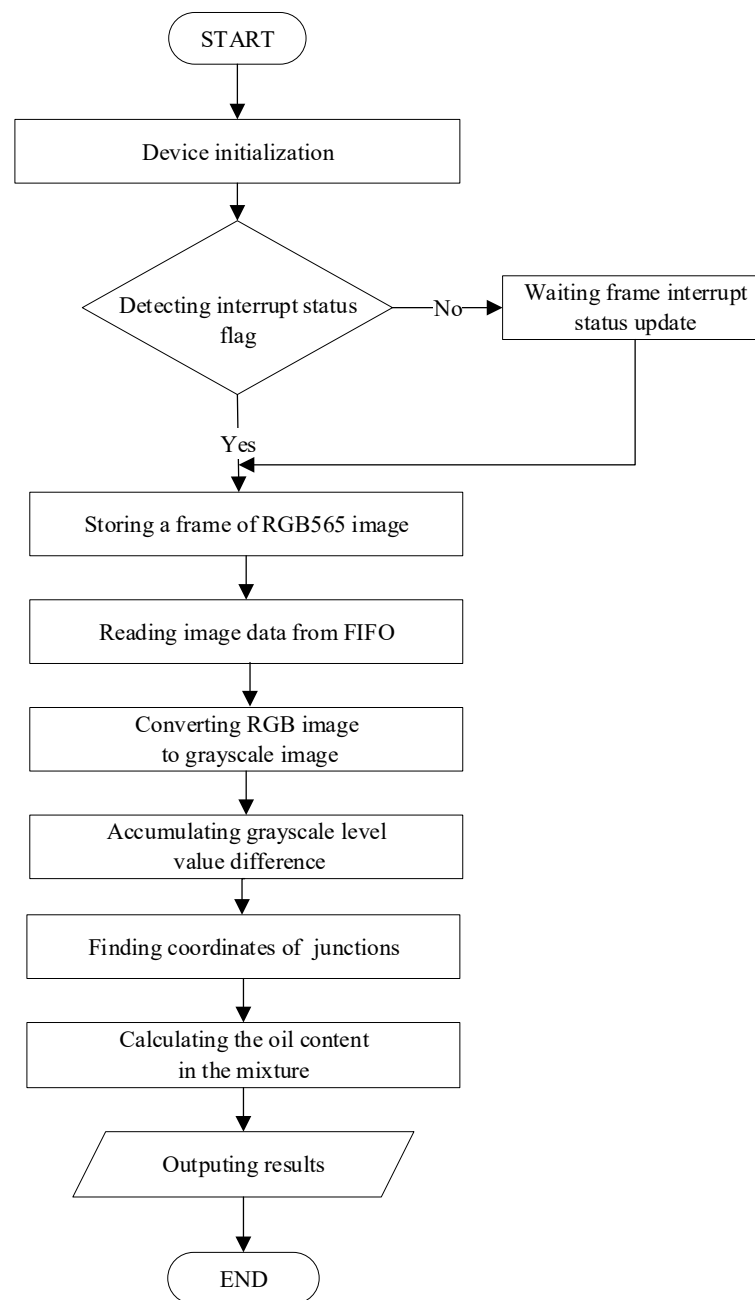 START
Device initialization
Detecting interrupt status
flag
No
Waiting frame interrupt
status update
Yes
Storing a frame of RGB565 image
Reading image data from FIFO
Converting RGB image
to grayscale image
Accumulating grayscale level
value difference
Finding coordinates of junctions
Calculating the oil content
in the mixture
Outputing results
END